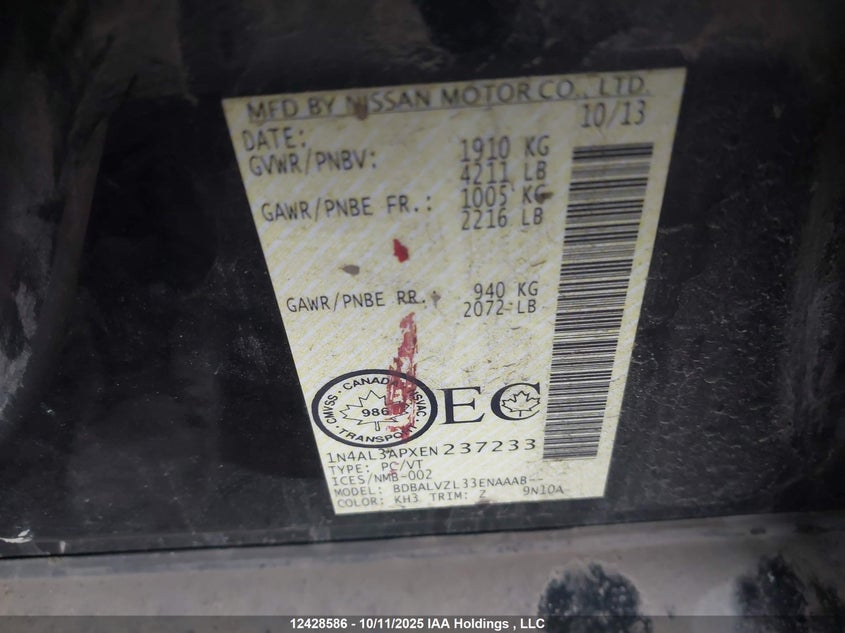 MFD BY NISSAN MOTOR CO., LTD.
DATE: 10/13
GVWR/PNBV: 1910 KG
4211 LB
GAWR/PNBE FR.: 1005 KG
2216 LB
GAWR/PNBE RR.: 940 KG
2072 LB
CANADA
CMVSS · NSVAC
986
TRANSPORT
EC
1N4AL3APXEN237233
TYPE: PC/VT
ICES/NMB-002
MODEL: BDBALVZL33ENAAAB--
COLOR: KH3 TRIM: Z 9N10A
12428586 - 10/11/2025 IAA Holdings , LLC